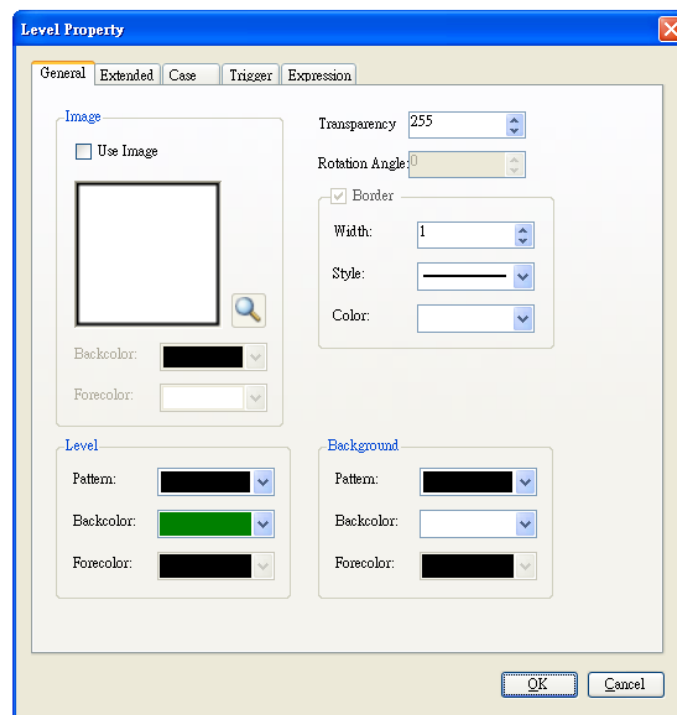 Level Property
General Extended Case Trigger Expression
Image
Use Image
Backcolor:
Forecolor:
Transparency 255
Rotation Angle: 0
Border
Width: 1
Style:
Color:
Level
Pattern:
Backcolor:
Forecolor:
Background
Pattern:
Backcolor:
Forecolor:
OK Cancel